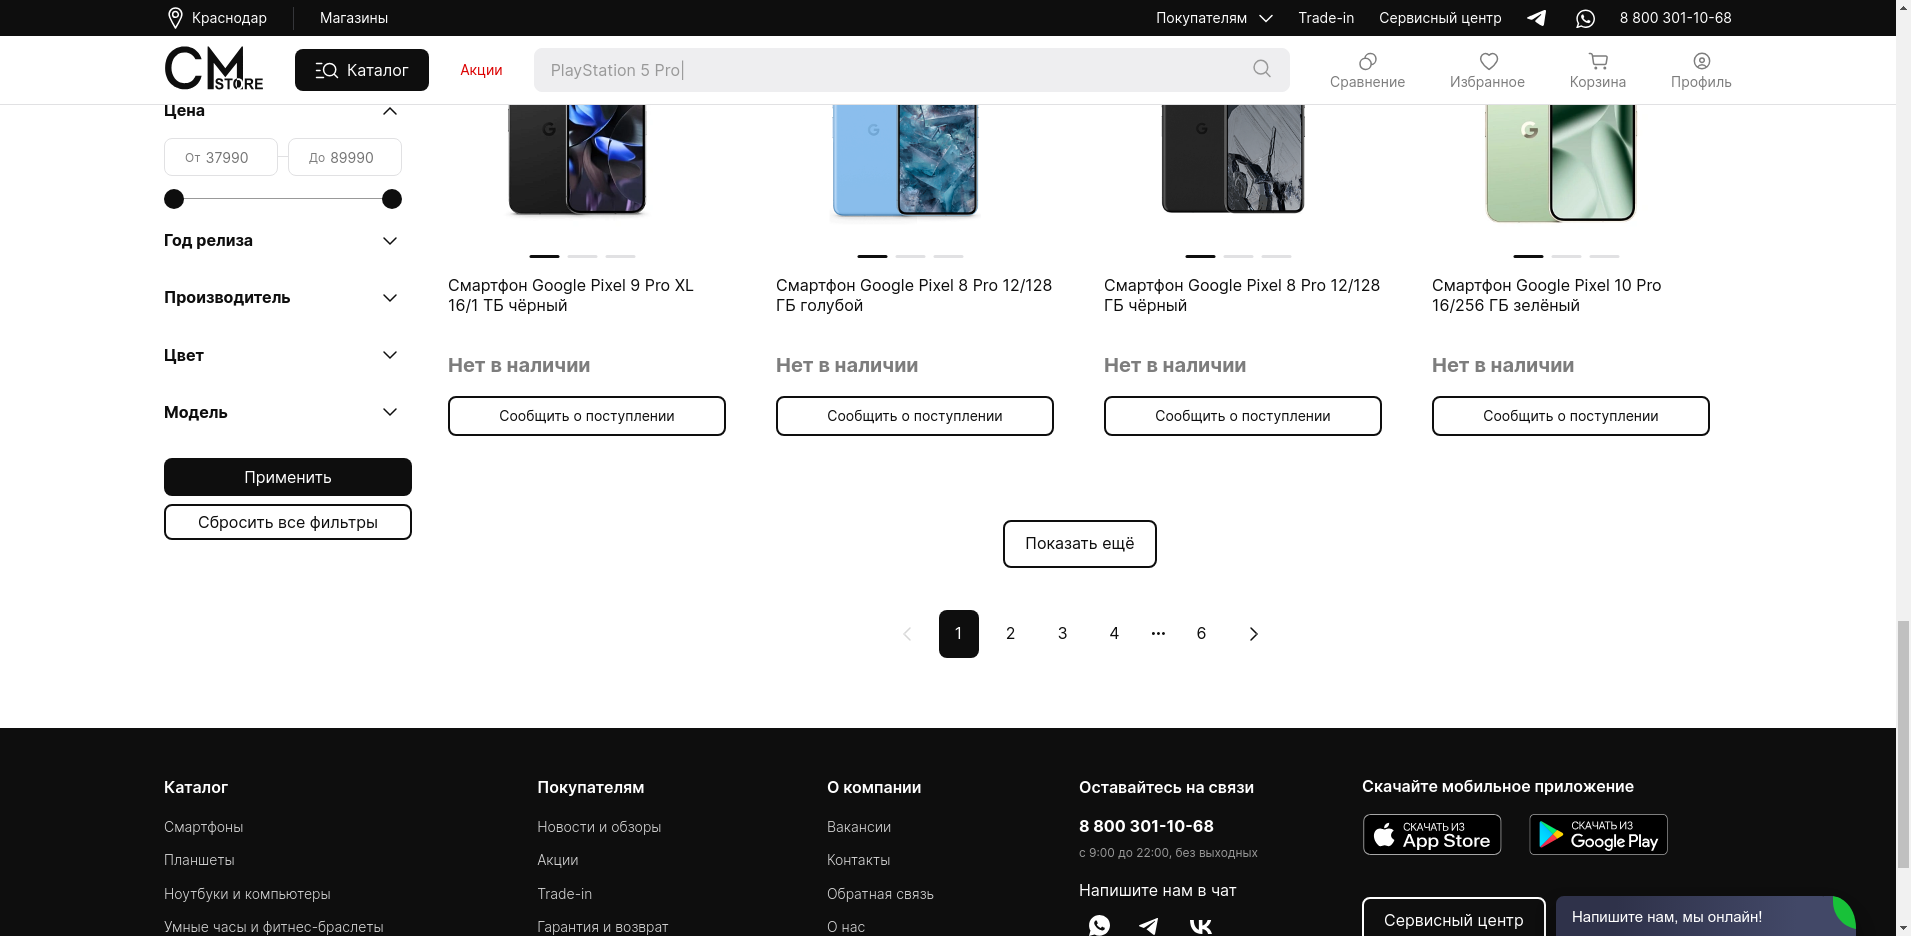 Краснодар
Магазины
Покупателям
Trade-in
Сервисный центр
8 800 301-10-68
CM STORE
Каталог
Акции
PlayStation 5 Pro
Сравнение
Избранное
Корзина
Профиль
Цена
От 37990
До 89990
Год релиза
Производитель
Цвет
Модель
Применить
Сбросить все фильтры
Смартфон Google Pixel 9 Pro XL
16/1 ТБ чёрный
Нет в наличии
Сообщить о поступлении
Смартфон Google Pixel 8 Pro 12/128
ГБ голубой
Нет в наличии
Сообщить о поступлении
Смартфон Google Pixel 8 Pro 12/128
ГБ чёрный
Нет в наличии
Сообщить о поступлении
Смартфон Google Pixel 10 Pro
16/256 ГБ зелёный
Нет в наличии
Сообщить о поступлении
Показать ещё
1 2 3 4 ••• 6
Каталог
Смартфоны
Планшеты
Ноутбуки и компьютеры
Умные часы и фитнес-браслеты
Покупателям
Новости и обзоры
Акции
Trade-in
Гарантия и возврат
О компании
Вакансии
Контакты
Обратная связь
О нас
Оставайтесь на связи
8 800 301-10-68
с 9:00 до 22:00, без выходных
Напишите нам в чат
Скачайте мобильное приложение
СКАЧАТЬ ИЗ
App Store
СКАЧАТЬ ИЗ
Google Play
Сервисный центр
Напишите нам, мы онлайн!